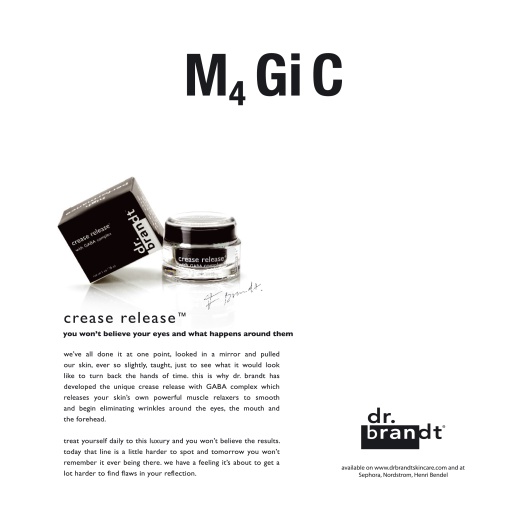 M4 Gi C
crease release
with GABA complex
dr.
brandt
crease release
with GABA complex
F Brandt.
crease release™
you won't believe your eyes and what happens around them
we've all done it at one point, looked in a mirror and pulled
our skin, ever so slightly, taught, just to see what it would look
like to turn back the hands of time. this is why dr. brandt has
developed the unique crease release with GABA complex which
releases your skin's own powerful muscle relaxers to smooth
and begin eliminating wrinkles around the eyes, the mouth and
the forehead.
treat yourself daily to this luxury and you won't believe the results.
today that line is a little harder to spot and tomorrow you won't
remember it ever being there. we have a feeling it's about to get a
lot harder to find flaws in your reflection.
dr.
brandt®
available on www.drbrandtskincare.com and at
Sephora, Nordstrom, Henri Bendel